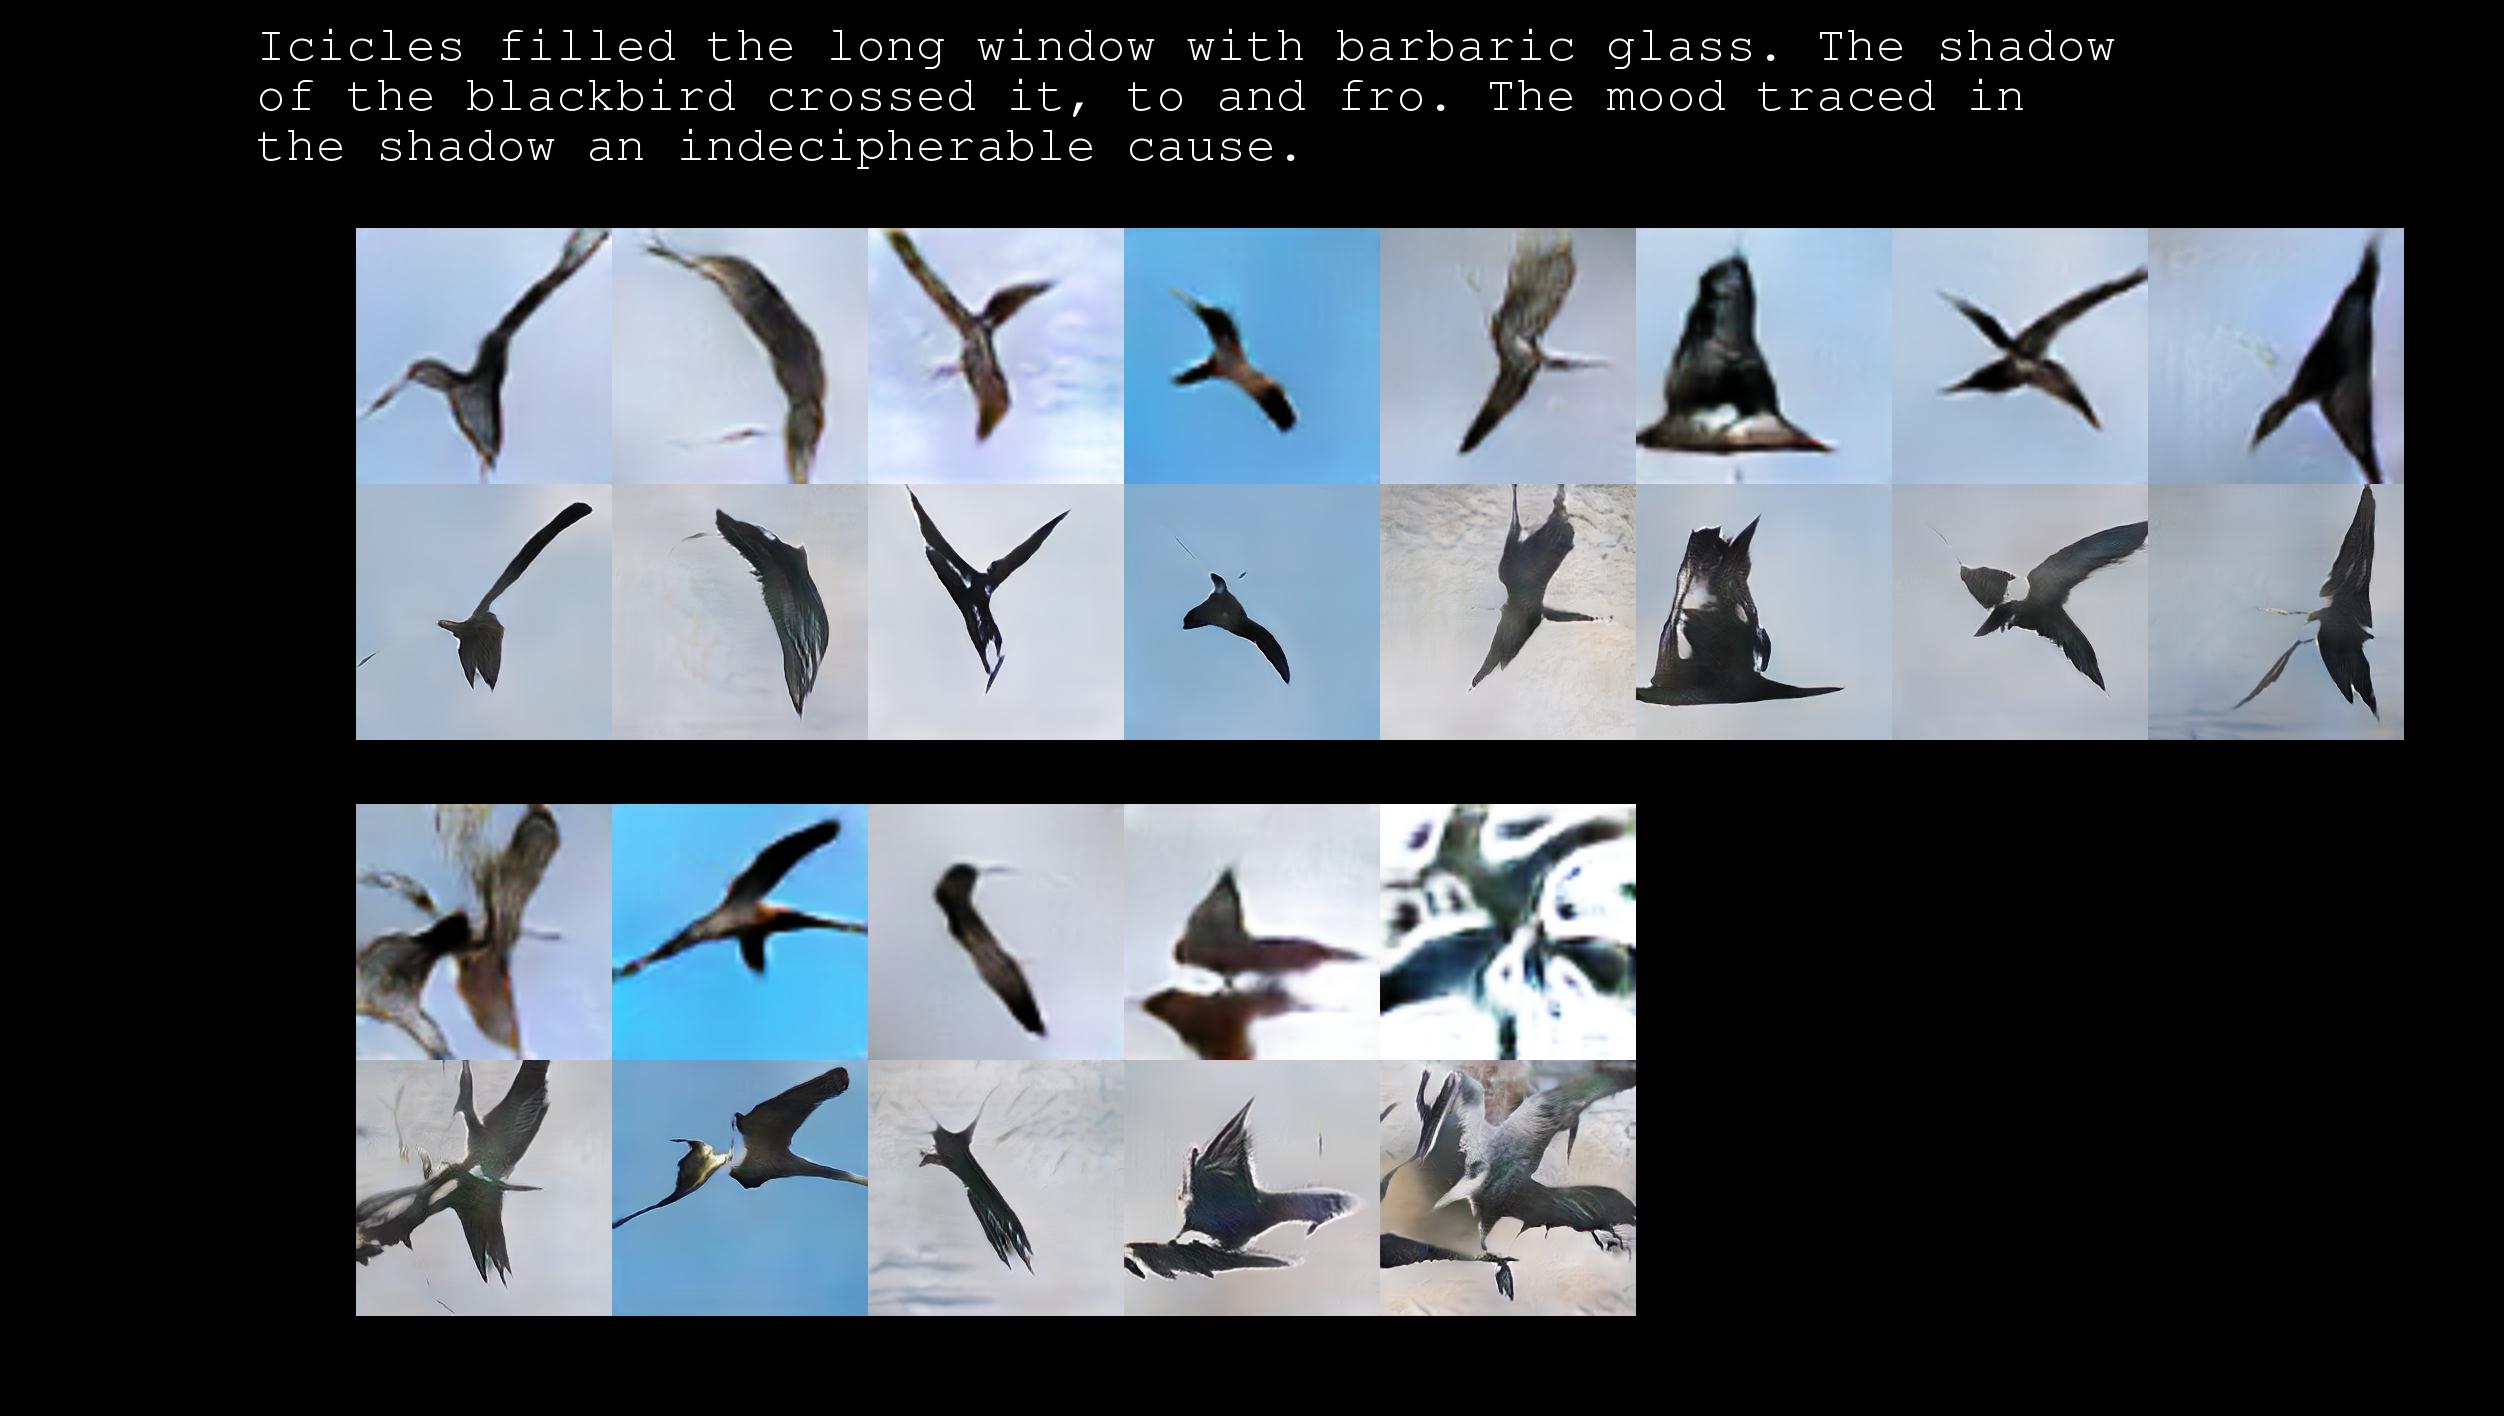 Icicles filled the long window with barbaric glass. The shadow
of the blackbird crossed it, to and fro. The mood traced in
the shadow an indecipherable cause.